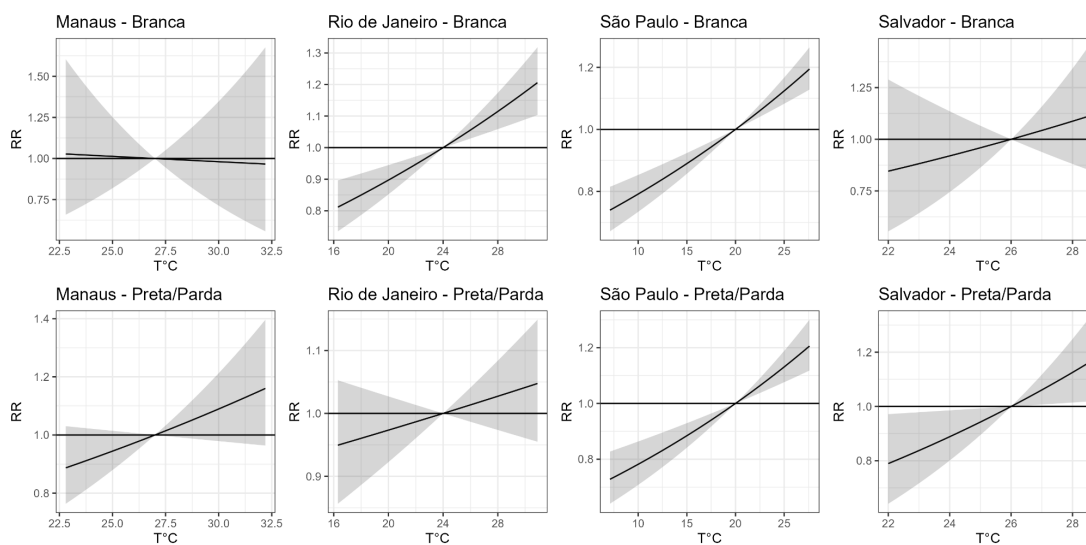 Manaus - Branca
RR
1.50
1.25
1.00
0.75
22.5 25.0 27.5 30.0 32.5
T°C
Rio de Janeiro - Branca
RR
1.3
1.2
1.1
1.0
0.9
0.8
16 20 24 28
T°C
São Paulo - Branca
RR
1.2
1.0
0.8
10 15 20 25
T°C
Salvador - Branca
RR
1.25
1.00
0.75
22 24 26 28
T°C
Manaus - Preta/Parda
RR
1.4
1.2
1.0
0.8
22.5 25.0 27.5 30.0 32.5
T°C
Rio de Janeiro - Preta/Parda
RR
1.1
1.0
0.9
16 20 24 28
T°C
São Paulo - Preta/Parda
RR
1.2
1.0
0.8
10 15 20 25
T°C
Salvador - Preta/Parda
RR
1.2
1.0
0.8
22 24 26 28
T°C